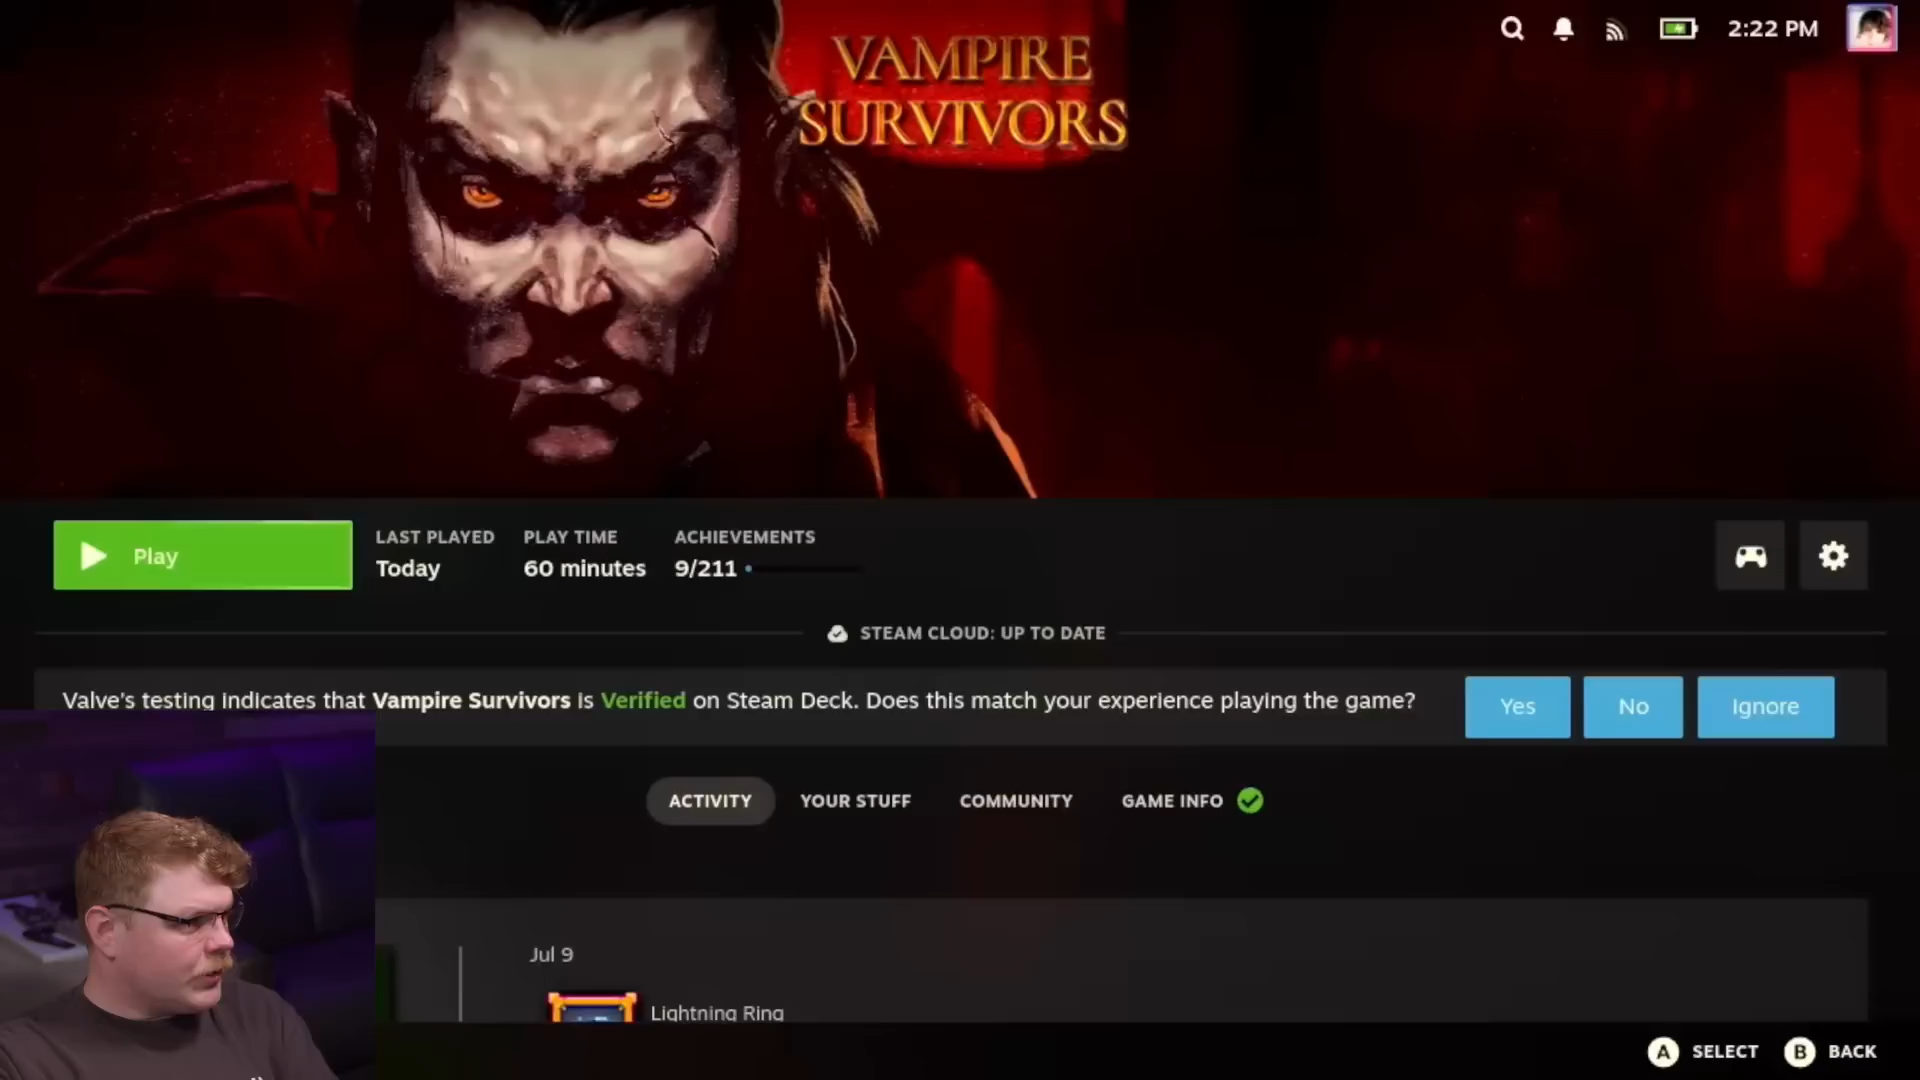 VAMPIRE
SURVIVORS
2:22 PM
Play
LAST PLAYED
Today
PLAY TIME
60 minutes
ACHIEVEMENTS
9/211
STEAM CLOUD: UP TO DATE
Valve's testing indicates that Vampire Survivors is Verified on Steam Deck. Does this match your experience playing the game?
Yes
No
Ignore
ACTIVITY
YOUR STUFF
COMMUNITY
GAME INFO
Jul 9
Lightning Ring
A SELECT
B BACK